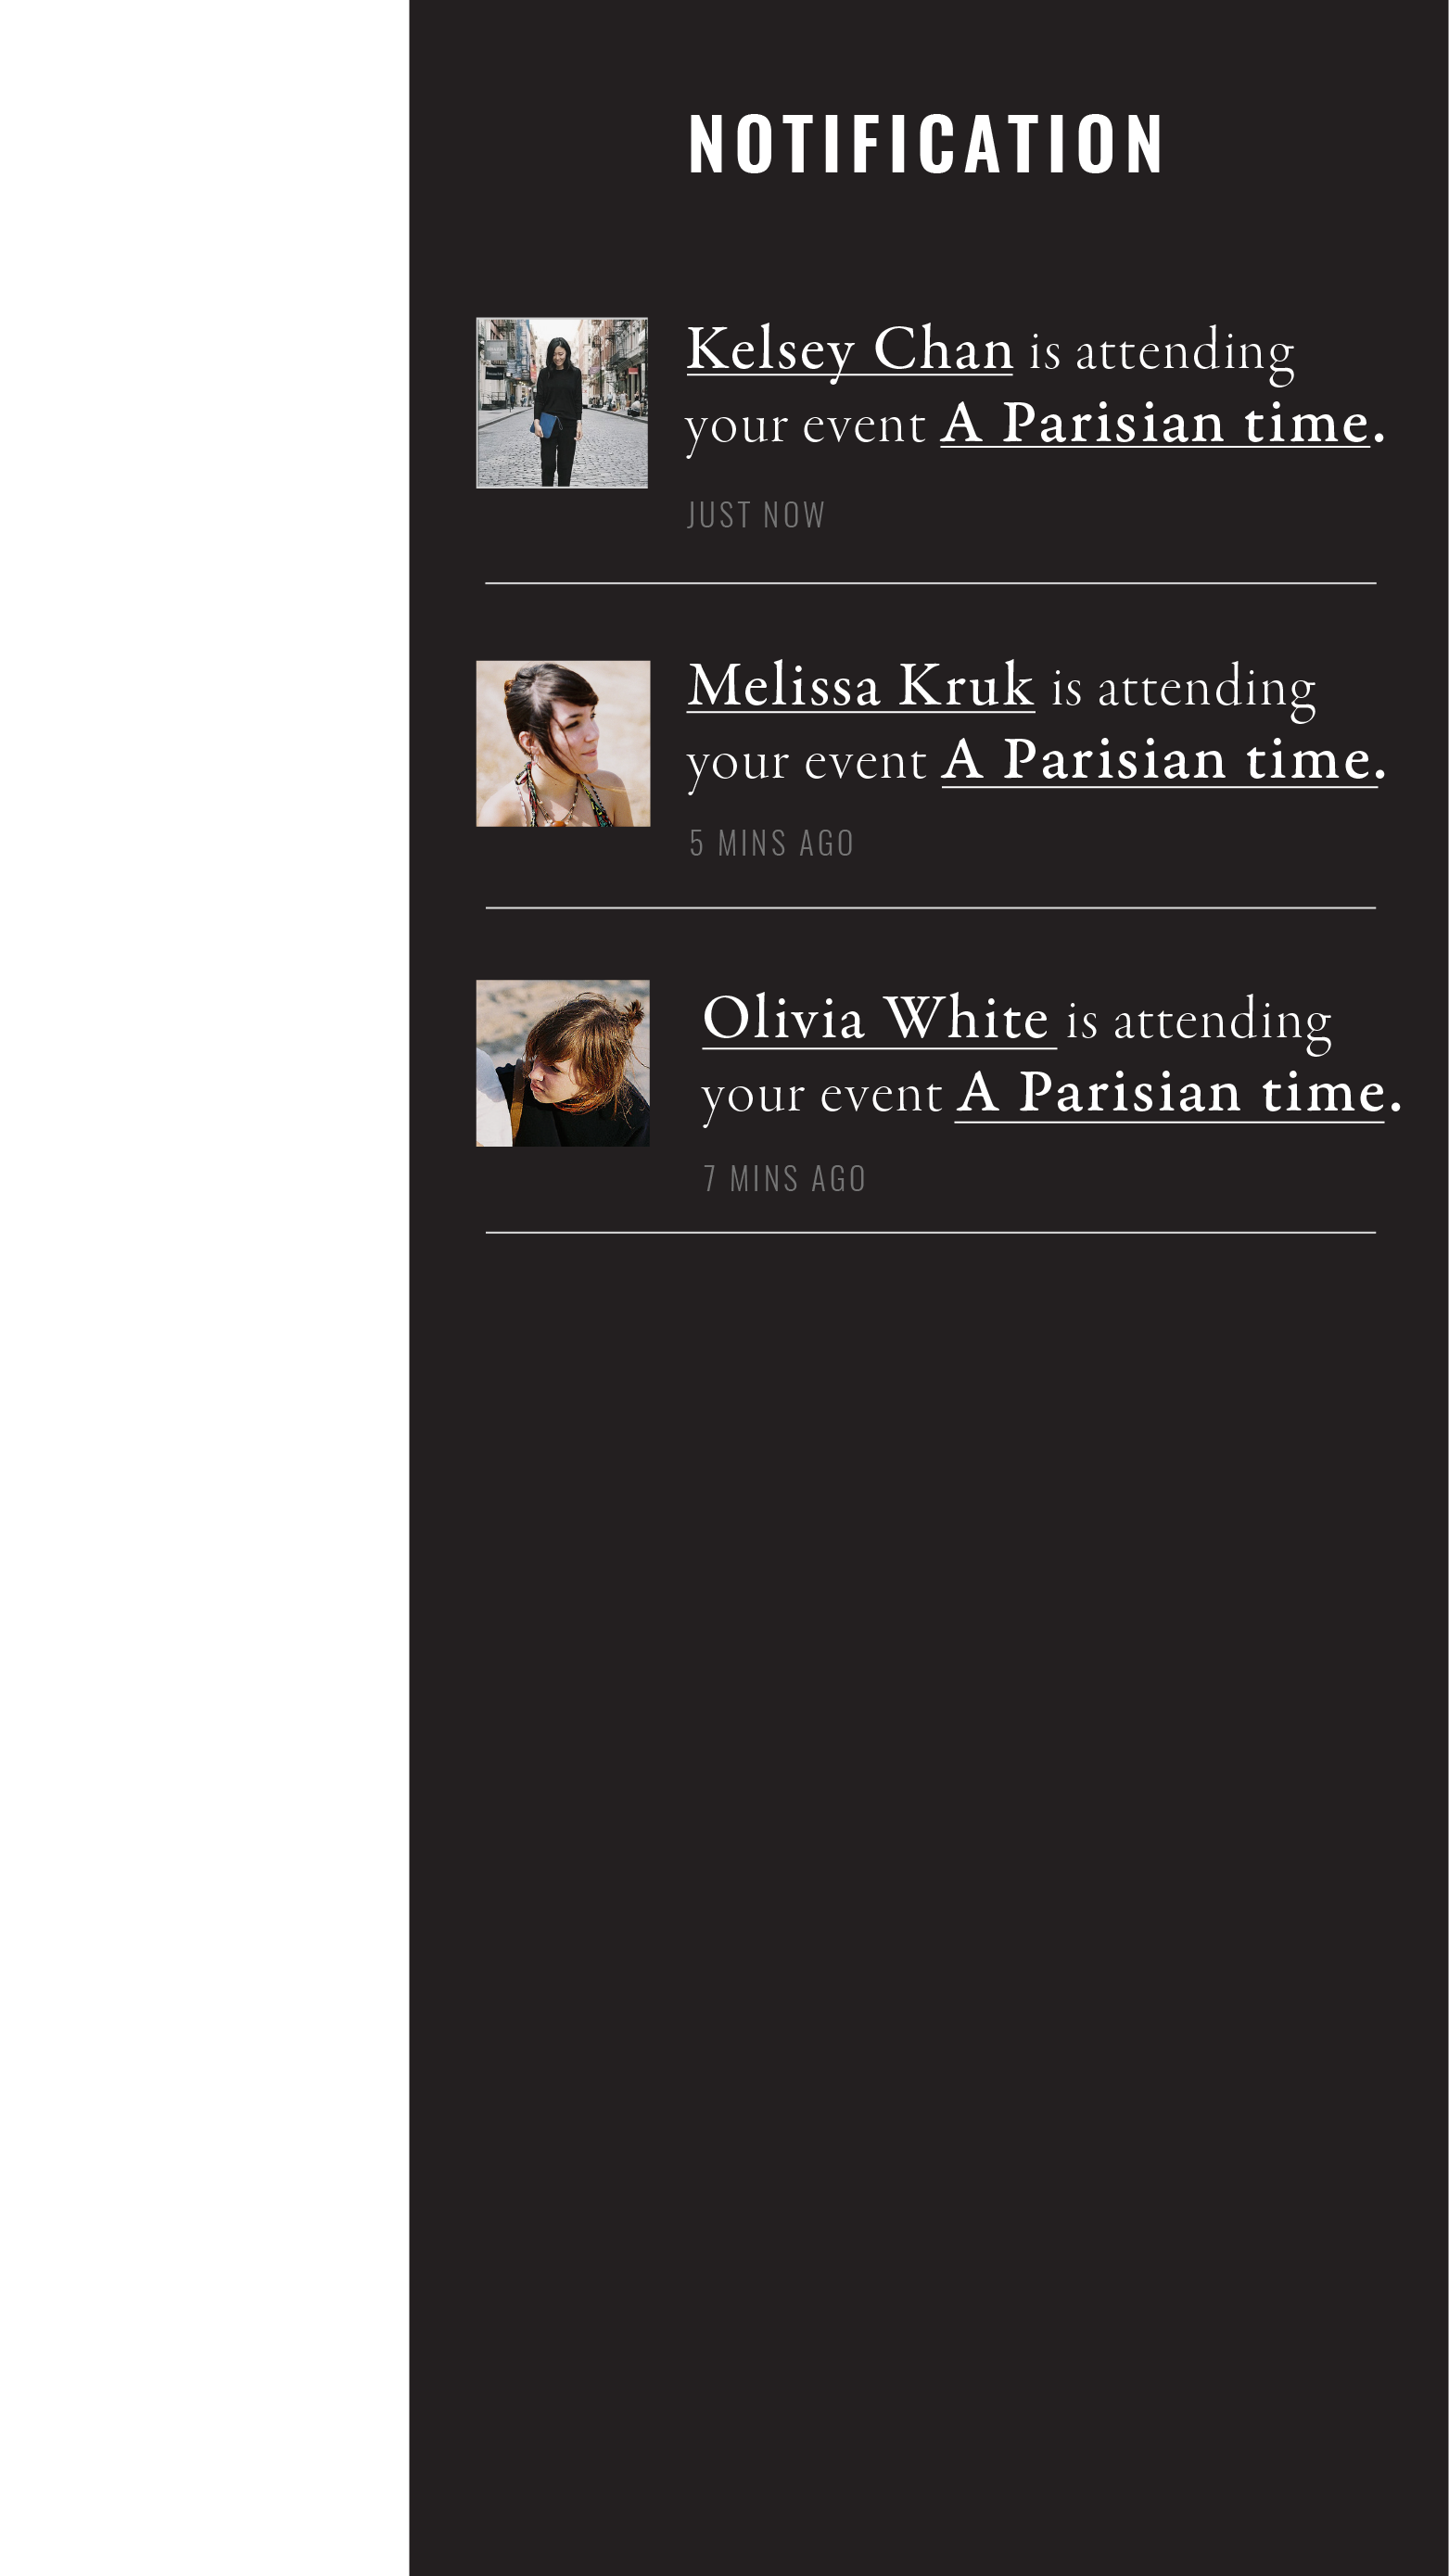 NOTIFICATION
Kelsey Chan is attending
your event A Parisian time.
JUST NOW
Melissa Kruk is attending
your event A Parisian time.
5 MINS AGO
Olivia White is attending
your event A Parisian time.
7 MINS AGO